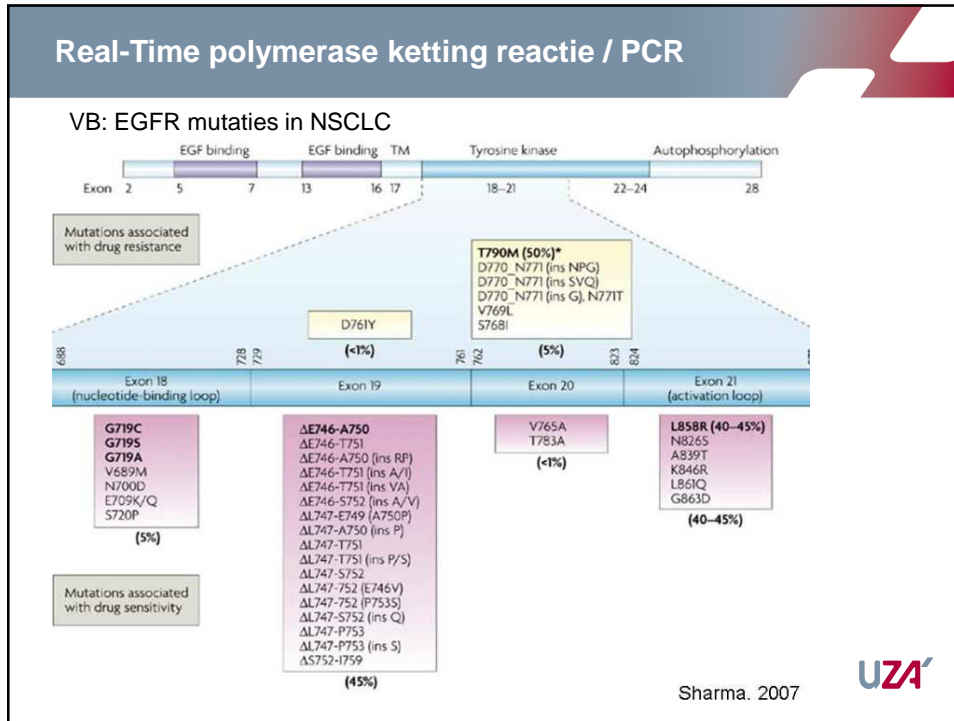 Real-Time polymerase ketting reactie / PCR
VB: EGFR mutaties in NSCLC
EGF binding EGF binding TM Tyrosine kinase Autophosphorylation
Exon 2 5 7 13 16 17 18–21 22–24 28
Mutations associated
with drug resistance
T790M (50%)*
D770_N771 (ins NPG)
D770_N771 (ins SVQ)
D770_N771 (ins G), N771T
V769L
S768I
(5%)
D761Y
(<1%)
688 728 729 761 762 823 824
Exon 18
(nucleotide-binding loop)
Exon 19
Exon 20
Exon 21
(activation loop)
G719C
G719S
G719A
V689M
N700D
E709K/Q
S720P
(5%)
ΔE746-A750
ΔE746-T751
ΔE746-A750 (ins RP)
ΔE746-T751 (ins A/I)
ΔE746-T751 (ins VA)
ΔE746-S752 (ins A/V)
ΔL747-E749 (A750P)
ΔL747-A750 (ins P)
ΔL747-T751
ΔL747-T751 (ins P/S)
ΔL747-S752
ΔL747-752 (E746V)
ΔL747-752 (P753S)
ΔL747-S752 (ins Q)
ΔL747-P753
ΔL747-P753 (ins S)
ΔS752-I759
(45%)
V765A
T783A
(<1%)
L858R (40–45%)
N826S
A839T
K846R
L861Q
G863D
(40–45%)
Mutations associated
with drug sensitivity
Sharma. 2007
UZA